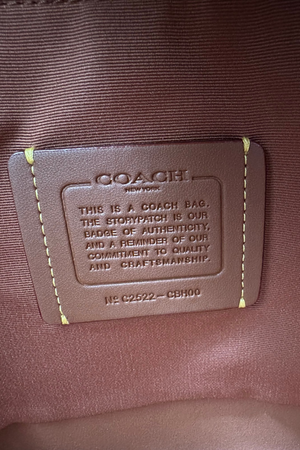 COACH
NEW YORK
THIS IS A COACH BAG.
THE STORYPATCH IS OUR
BADGE OF AUTHENTICITY,
AND A REMINDER OF OUR
COMMITMENT TO QUALITY
AND CRAFTSMANSHIP.
Nº C2522-CBH00